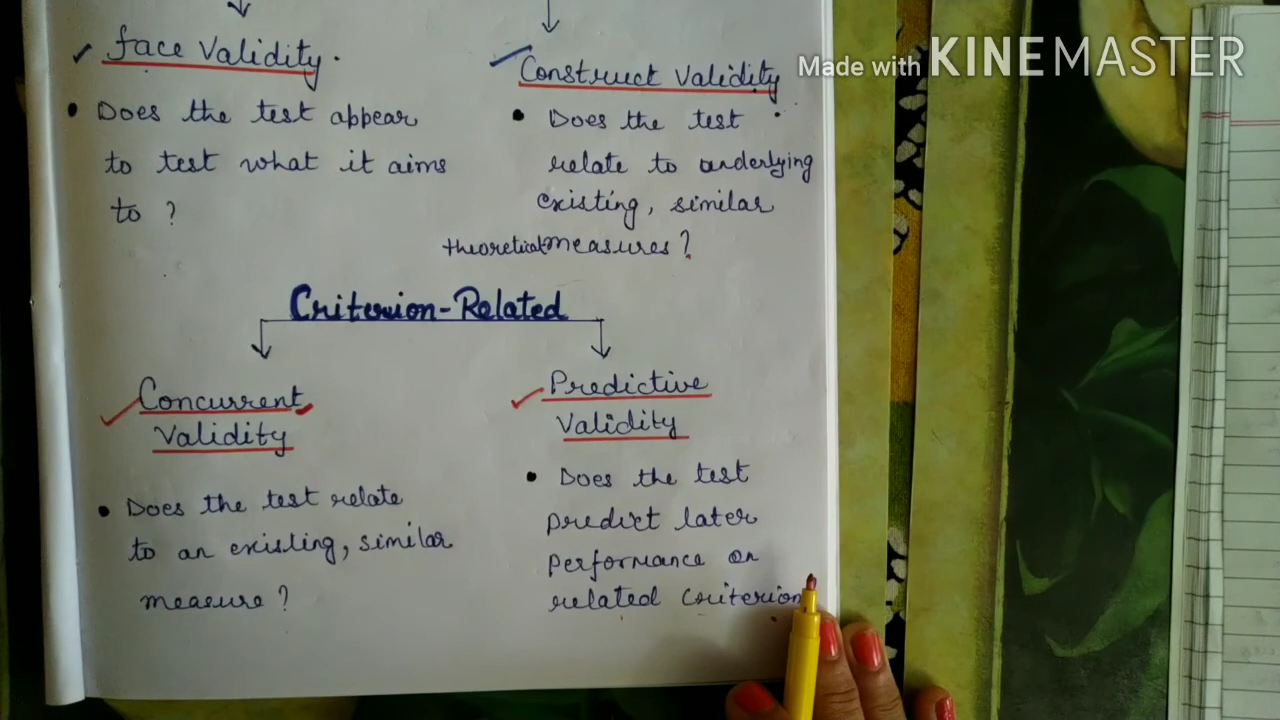 face Validity.
• Does the test appear
to test what it aims
to ?
Construct Validity
• Does the test
relate to underlying
existing, similar
theoretical measures?
Criterion-Related
Concurrent
Validity
• Does the test relate
to an existing, similar
measure ?
Predictive
Validity
• Does the test
predict later
performance on
related criterion
Made with KINEMASTER